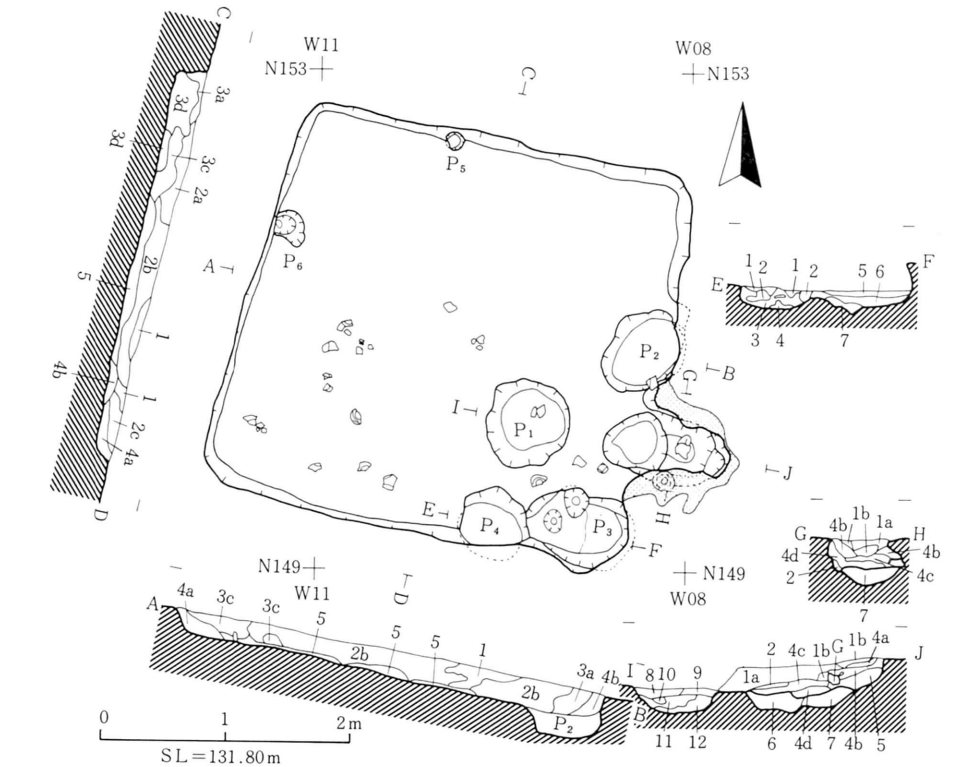 C
W11
N153
W08
N153
C
3a
3d
3d
3c
2a
2b
5
1
4b
1
2c
4a
D
P5
P6
A
P2
B
G
I
P1
J
E
P4
P3
H
F
N149
W11
D
N149
W08
E
1 2 1 2 5 6
F
3 4 7
G
4b 1b 1a
H
4d
4b
2
4c
7
A
4a 3c 3c 5 5 5 1
2b
2b
3a 4b
P2
B
I
8 10 9
11 12
2 4c 1b G 1b 4a
J
1a
6 4d 7 4b 5
0 1 2m
SL=131.80m